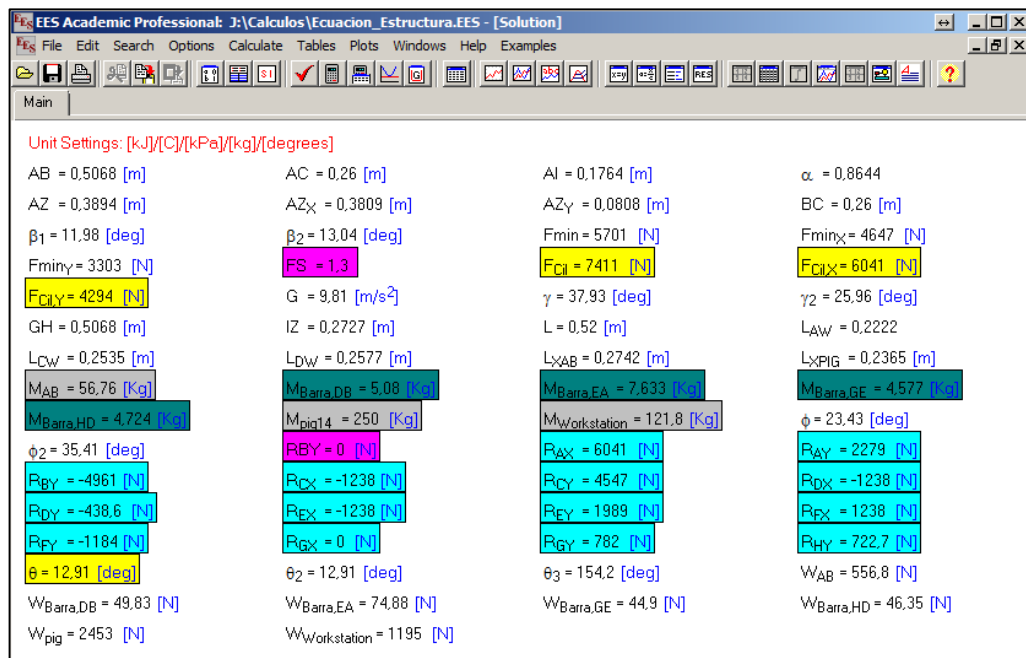 EES Academic Professional: J:\Calculos\Ecuacion_Estructura.EES - [Solution]
File Edit Search Options Calculate Tables Plots Windows Help Examples
Main
Unit Settings: [kJ]/[C]/[kPa]/[kg]/[degrees]
AB = 0,5068 [m] AC = 0,26 [m] AI = 0,1764 [m] α = 0,8644
AZ = 0,3894 [m] AZX = 0,3809 [m] AZY = 0,0808 [m] BC = 0,26 [m]
β1 = 11,98 [deg] β2 = 13,04 [deg] Fmin = 5701 [N] FminX = 4647 [N]
FminY = 3303 [N] FS = 1,3 FCil = 7411 [N] FCil,X = 6041 [N]
FCil,Y = 4294 [N] G = 9,81 [m/s2] γ = 37,93 [deg] γ2 = 25,96 [deg]
GH = 0,5068 [m] IZ = 0,2727 [m] L = 0,52 [m] LAW = 0,2222
LCW = 0,2535 [m] LDW = 0,2577 [m] LXAB = 0,2742 [m] LXPIG = 0,2365 [m]
MAB = 56,76 [Kg] MBarra,DB = 5,08 [Kg] MBarra,EA = 7,633 [Kg] MBarra,GE = 4,577 [Kg]
MBarra,HD = 4,724 [Kg] Mpig14 = 250 [Kg] MWorkstation = 121,8 [Kg] ϕ = 23,43 [deg]
ϕ2 = 35,41 [deg] RBY = 0 [N] RAX = 6041 [N] RAY = 2279 [N]
RBY = -4961 [N] RCX = -1238 [N] RCY = 4547 [N] RDX = -1238 [N]
RDY = -438,6 [N] REX = -1238 [N] REY = 1989 [N] RFX = 1238 [N]
RFY = -1184 [N] RGX = 0 [N] RGY = 782 [N] RHY = 722,7 [N]
θ = 12,91 [deg] θ2 = 12,91 [deg] θ3 = 154,2 [deg] WAB = 556,8 [N]
WBarra,DB = 49,83 [N] WBarra,EA = 74,88 [N] WBarra,GE = 44,9 [N] WBarra,HD = 46,35 [N]
Wpig = 2453 [N] WWorkstation = 1195 [N]